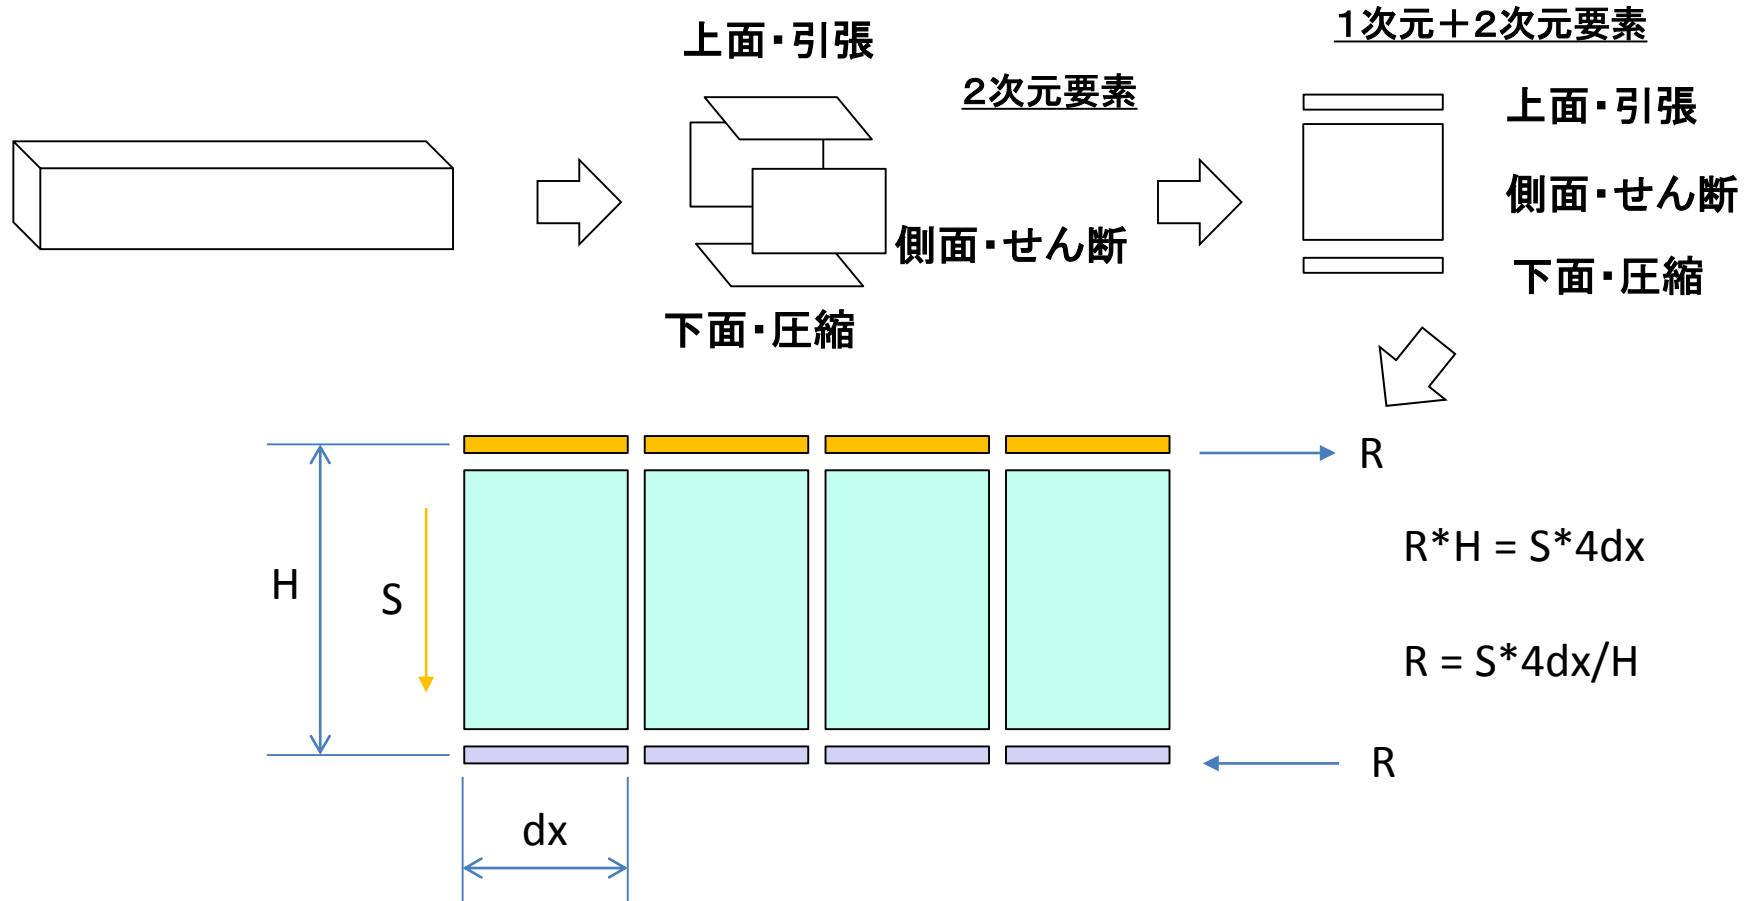 上面・引張
２次元要素
側面・せん断
下面・圧縮
１次元＋２次元要素
上面・引張
側面・せん断
下面・圧縮
H
S
dx
R
R*H = S*4dx
R = S*4dx/H
R